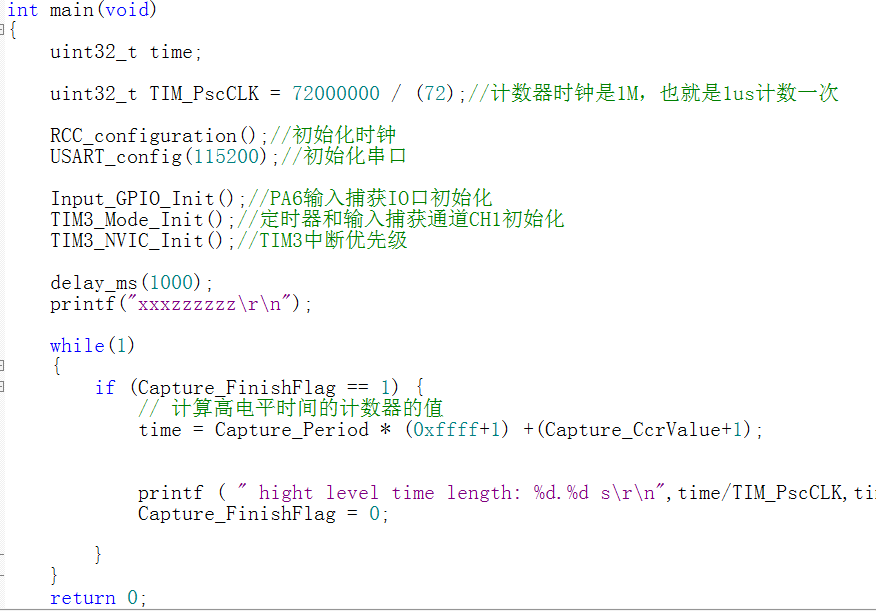 int main(void)
{
uint32_t time;
uint32_t TIM_PscCLK = 72000000 / (72);//计数器时钟是1M，也就是1us计数一次
RCC_configuration();//初始化时钟
USART_config(115200);//初始化串口
Input_GPIO_Init();//PA6输入捕获IO口初始化
TIM3_Mode_Init();//定时器和输入捕获通道CH1初始化
TIM3_NVIC_Init();//TIM3中断优先级
delay_ms(1000);
printf("xxxzzzzzz\r\n");
while(1)
{
if (Capture_FinishFlag == 1) {
// 计算高电平时间的计数器的值
time = Capture_Period * (0xffff+1) +(Capture_CcrValue+1);
printf ( " hight level time length: %d.%d s\r\n",time/TIM_PscCLK,ti
Capture_FinishFlag = 0;
}
}
return 0;